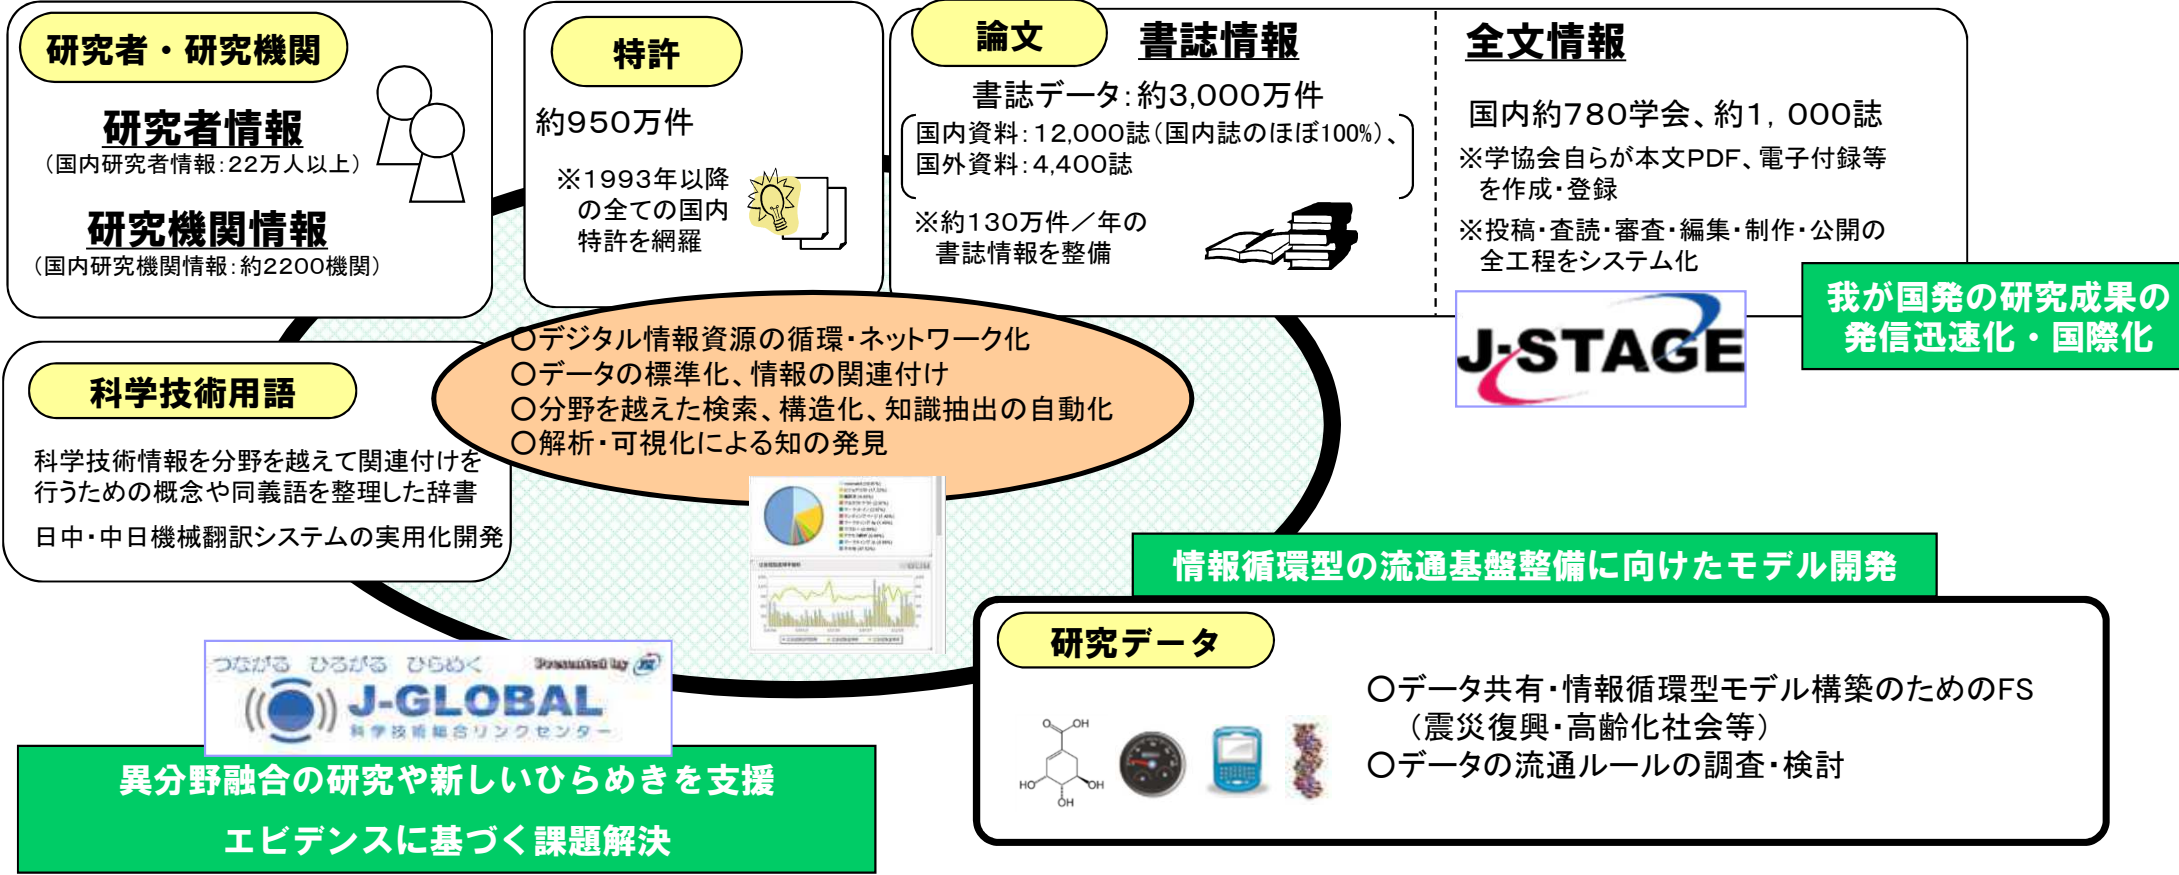 研究者・研究機関
研究者情報
（国内研究者情報：22万人以上）
研究機関情報
（国内研究機関情報：約2200機関）
特許
約950万件
※1993年以降
の全ての国内
特許を網羅
論文
書誌情報
書誌データ：約3,000万件
国内資料：12,000誌（国内誌のほぼ100%）、
国外資料：4,400誌
※約130万件／年の
書誌情報を整備
全文情報
国内約780学会、約1，000誌
※学協会自らが本文PDF、電子付録等
を作成・登録
※投稿・査読・審査・編集・制作・公開の
全工程をシステム化
J-STAGE
我が国発の研究成果の
発信迅速化・国際化
○デジタル情報資源の循環・ネットワーク化
○データの標準化、情報の関連付け
○分野を越えた検索、構造化、知識抽出の自動化
○解析・可視化による知の発見
科学技術用語
科学技術情報を分野を越えて関連付けを
行うための概念や同義語を整理した辞書
日中・中日機械翻訳システムの実用化開発
つながる ひろがる ひらめく
Presented by
J-GLOBAL
科学技術総合リンクセンター
異分野融合の研究や新しいひらめきを支援
エビデンスに基づく課題解決
情報循環型の流通基盤整備に向けたモデル開発
研究データ
O
OH
HO
OH
OH
○データ共有・情報循環型モデル構築のためのFS
（震災復興・高齢化社会等）
○データの流通ルールの調査・検討